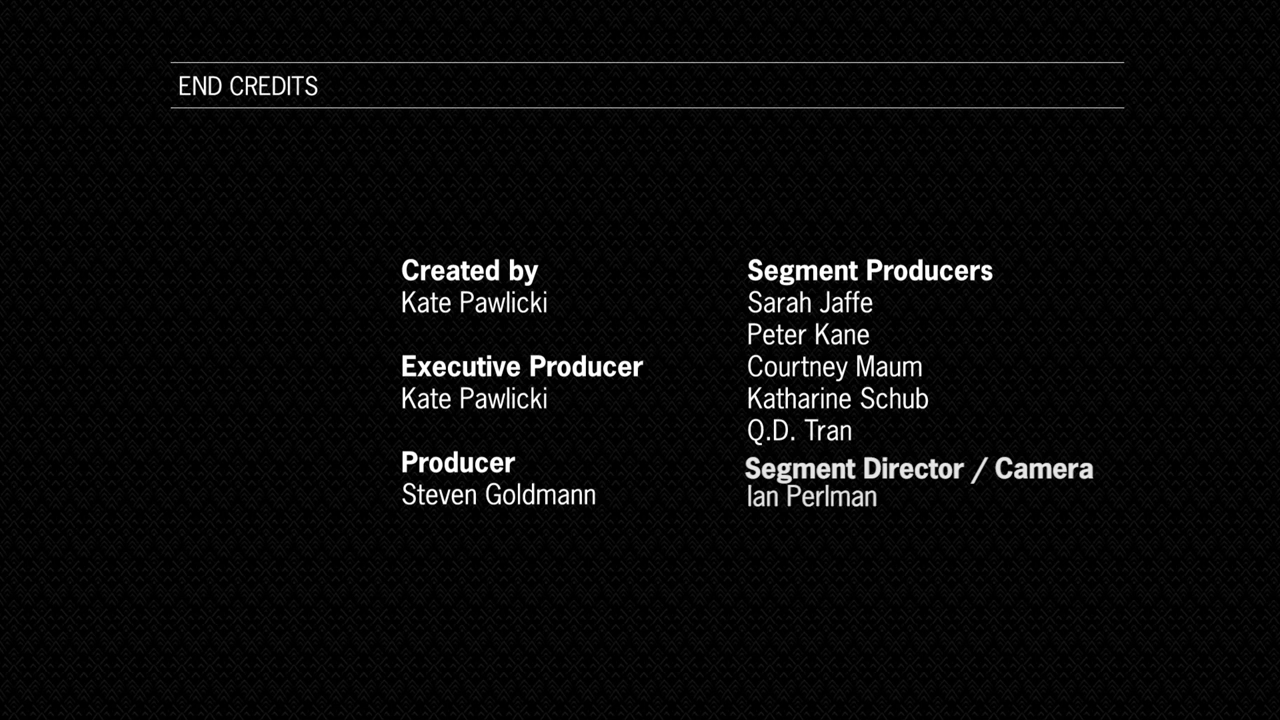 END CREDITS
Created by
Kate Pawlicki
Executive Producer
Kate Pawlicki
Producer
Steven Goldmann
Segment Producers
Sarah Jaffe
Peter Kane
Courtney Maum
Katharine Schub
Q.D. Tran
Segment Director / Camera
Ian Perlman